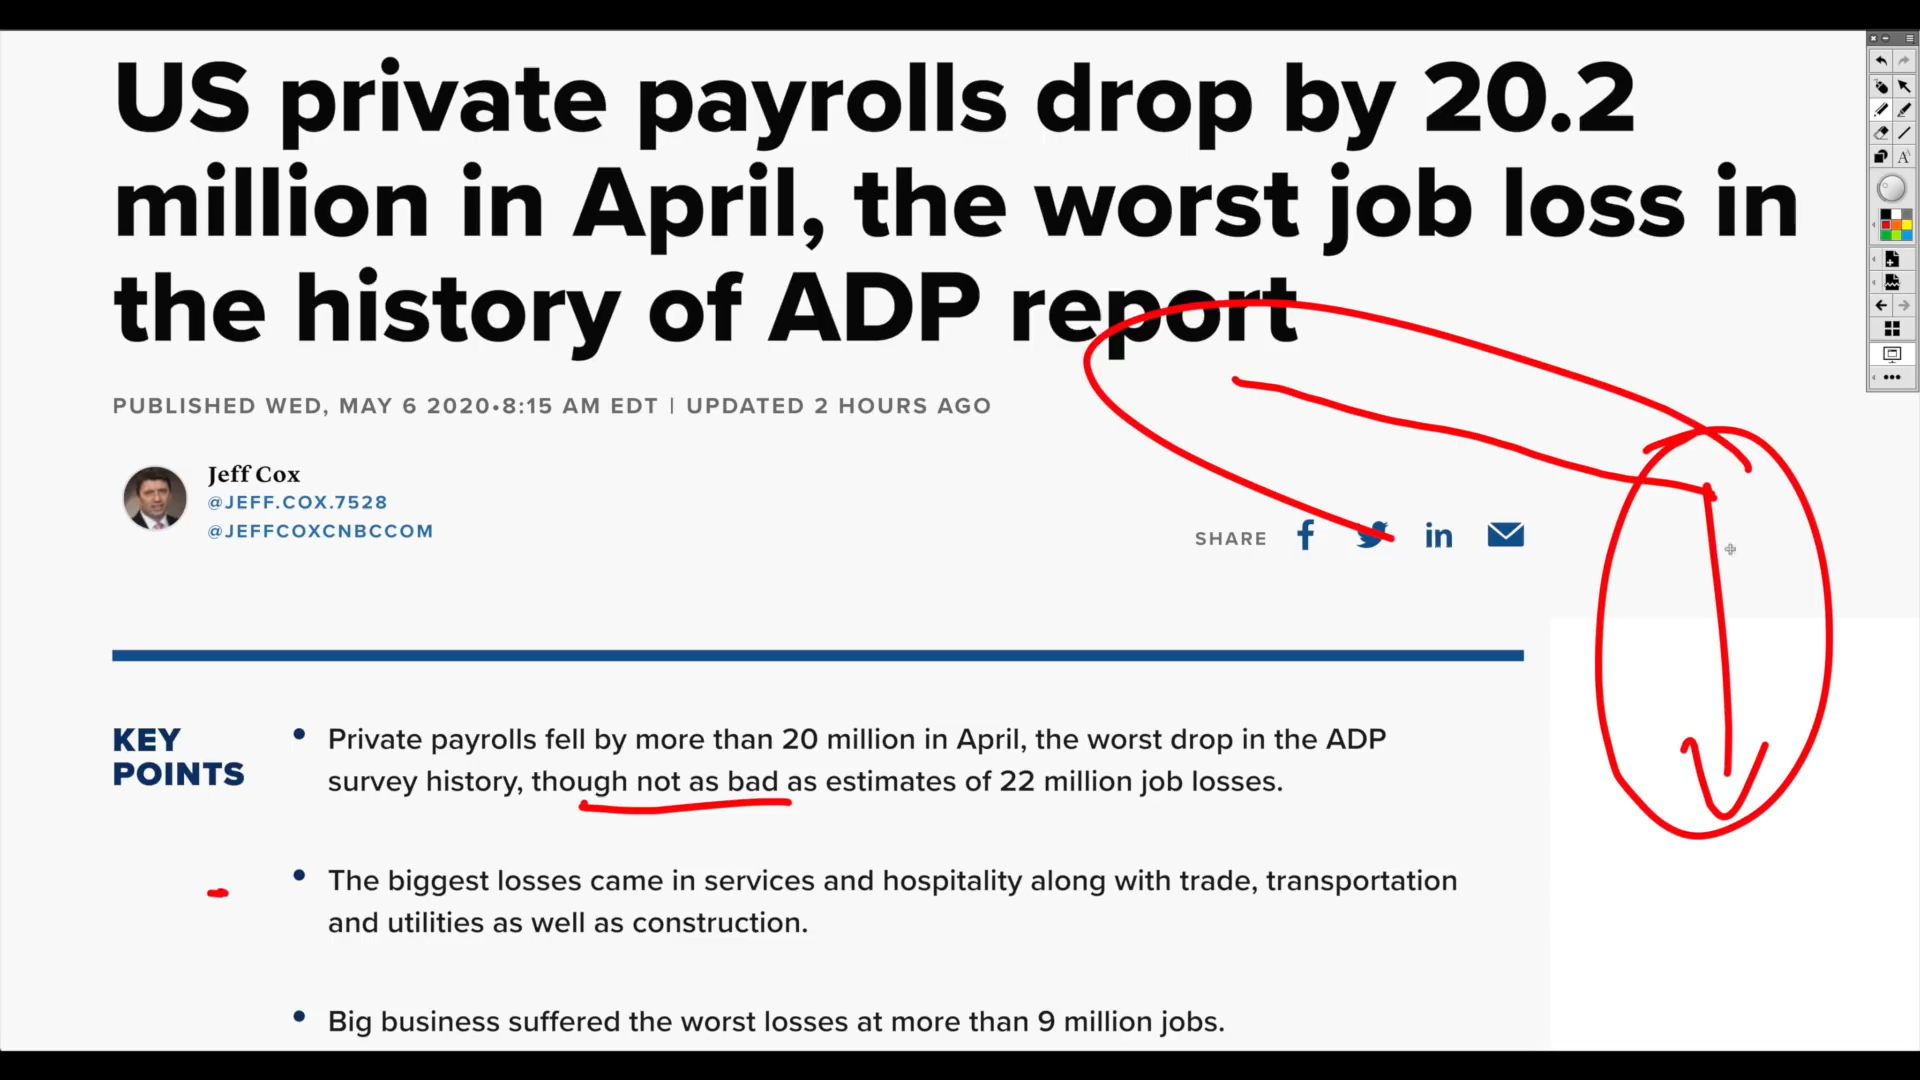 US private payrolls drop by 20.2
million in April, the worst job loss in
the history of ADP report
PUBLISHED WED, MAY 6 2020•8:15 AM EDT | UPDATED 2 HOURS AGO
Jeff Cox
@JEFF.COX.7528
@JEFFCOXCNBCCOM
SHARE
KEY
POINTS
• Private payrolls fell by more than 20 million in April, the worst drop in the ADP
survey history, though not as bad as estimates of 22 million job losses.
• The biggest losses came in services and hospitality along with trade, transportation
and utilities as well as construction.
• Big business suffered the worst losses at more than 9 million jobs.